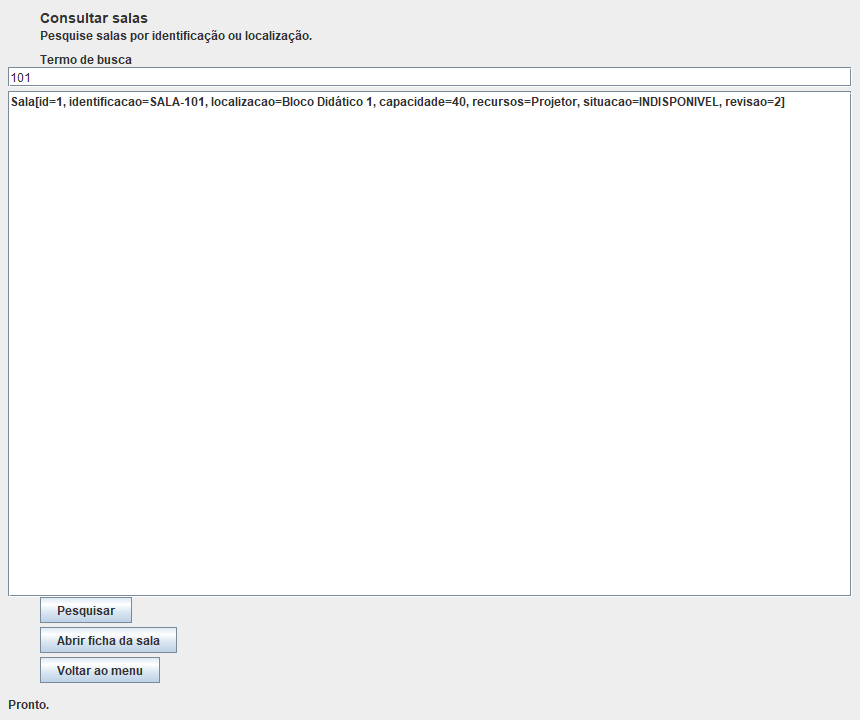 Consultar salas
Pesquise salas por identificação ou localização.
Termo de busca
101
Sala[id=1, identificacao=SALA-101, localizacao=Bloco Didático 1, capacidade=40, recursos=Projetor, situacao=INDISPONIVEL, revisao=2]
Pesquisar
Abrir ficha da sala
Voltar ao menu
Pronto.